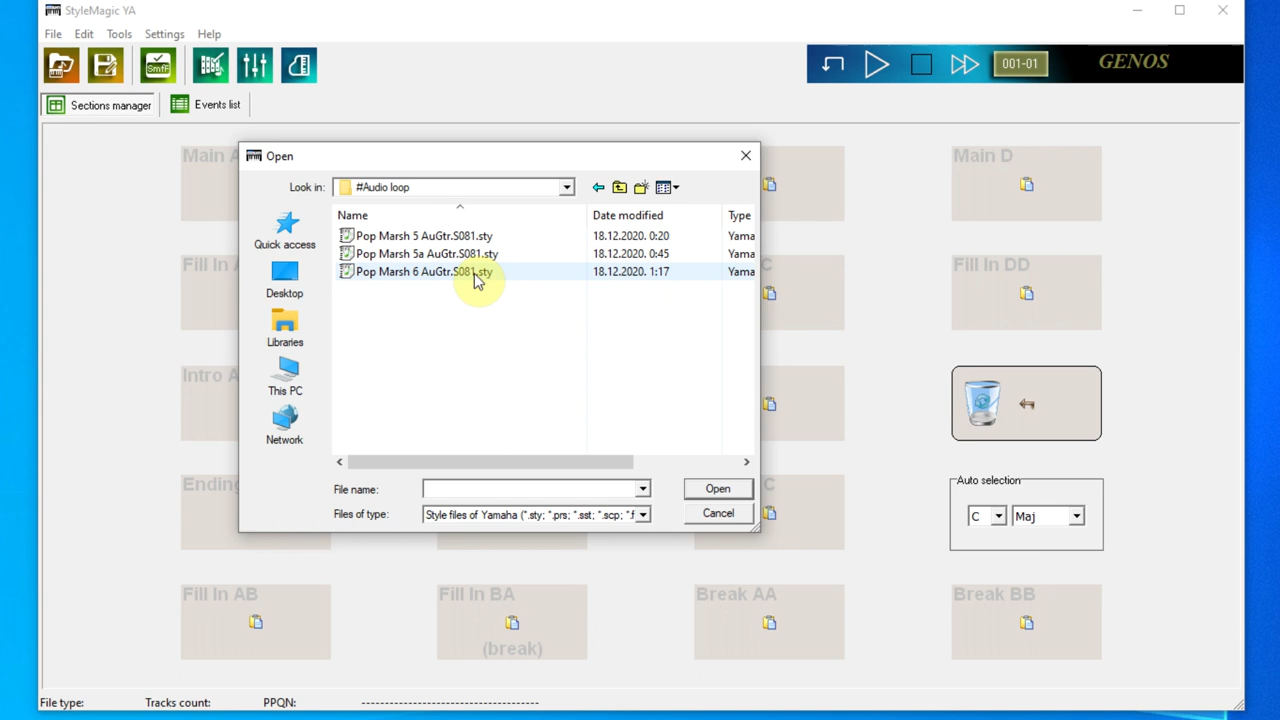 StyleMagic YA
File Edit Tools Settings Help
SmfF
001-01
GENOS
Sections manager
Events list
Main A
Main D
Open
Look in: #Audio loop
Name Date modified Type
Quick access
Pop Marsh 5 AuGtr.S081.sty 18.12.2020. 0:20 Yama
Pop Marsh 5a AuGtr.S081.sty 18.12.2020. 0:45 Yama
Pop Marsh 6 AuGtr.S081.sty 18.12.2020. 1:17 Yama
Desktop
Libraries
This PC
Network
Fill In A
C
Fill In DD
Intro A
File name:
Open
Files of type: Style files of Yamaha (*.sty; *.prs; *.sst; *.scp; *.f
Cancel
Ending
C
Auto selection
C Maj
Fill In AB
Fill In BA
(break)
Break AA
Break BB
File type: Tracks count: PPQN: ------------------------------------